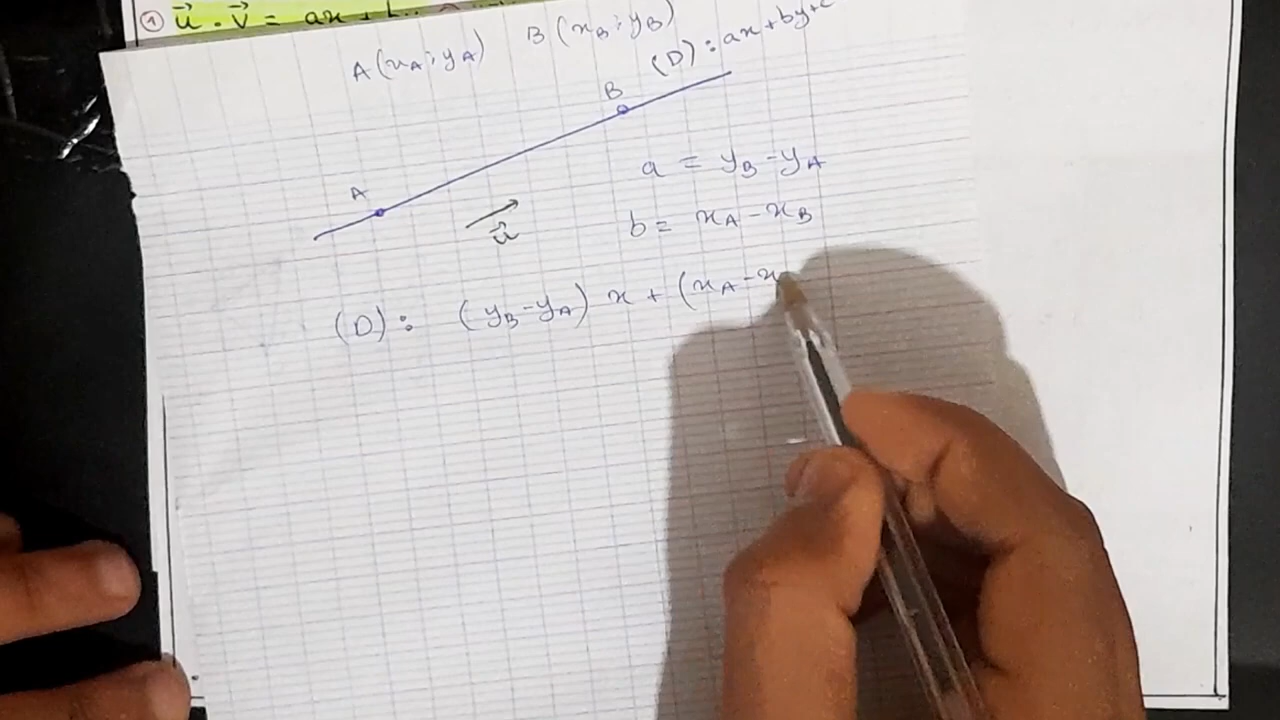 ① u⃗ . v⃗ = ax +
A(xA ; yA) B(xB ; yB)
(D) : ax + by + c
B
A
u⃗
a = yB - yA
b = xA - xB
(D) : (yB - yA) x + (xA - x